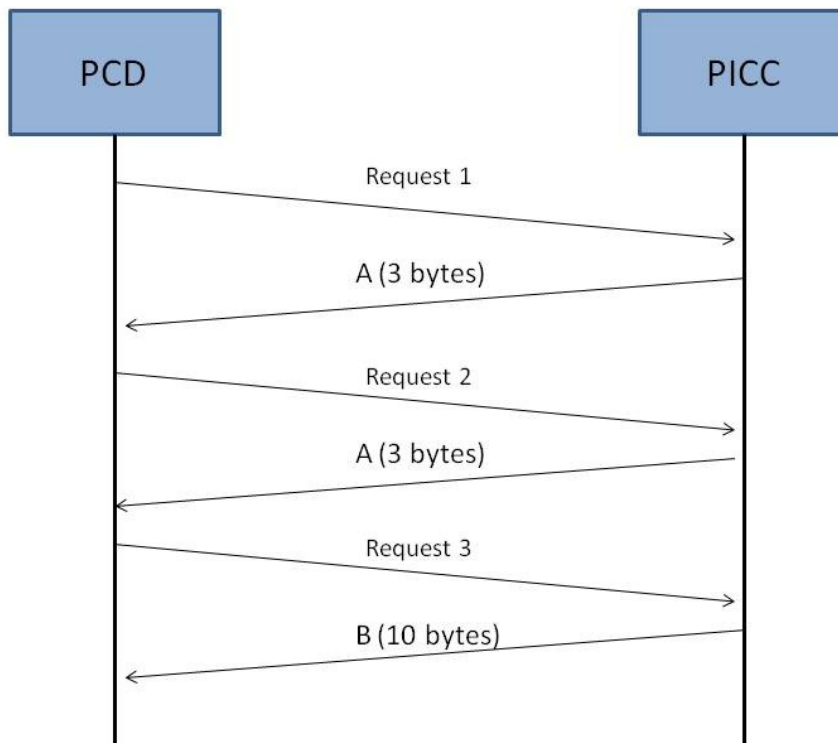 PCD
PICC
Request 1
A (3 bytes)
Request 2
A (3 bytes)
Request 3
B (10 bytes)